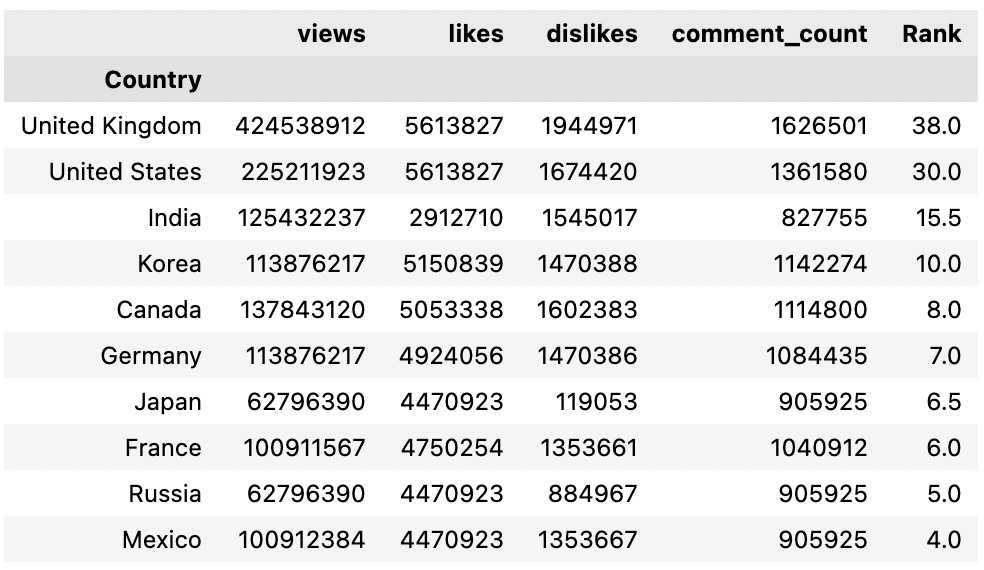 views likes dislikes comment_count Rank
Country
United Kingdom 424538912 5613827 1944971 1626501 38.0
United States 225211923 5613827 1674420 1361580 30.0
India 125432237 2912710 1545017 827755 15.5
Korea 113876217 5150839 1470388 1142274 10.0
Canada 137843120 5053338 1602383 1114800 8.0
Germany 113876217 4924056 1470386 1084435 7.0
Japan 62796390 4470923 119053 905925 6.5
France 100911567 4750254 1353661 1040912 6.0
Russia 62796390 4470923 884967 905925 5.0
Mexico 100912384 4470923 1353667 905925 4.0